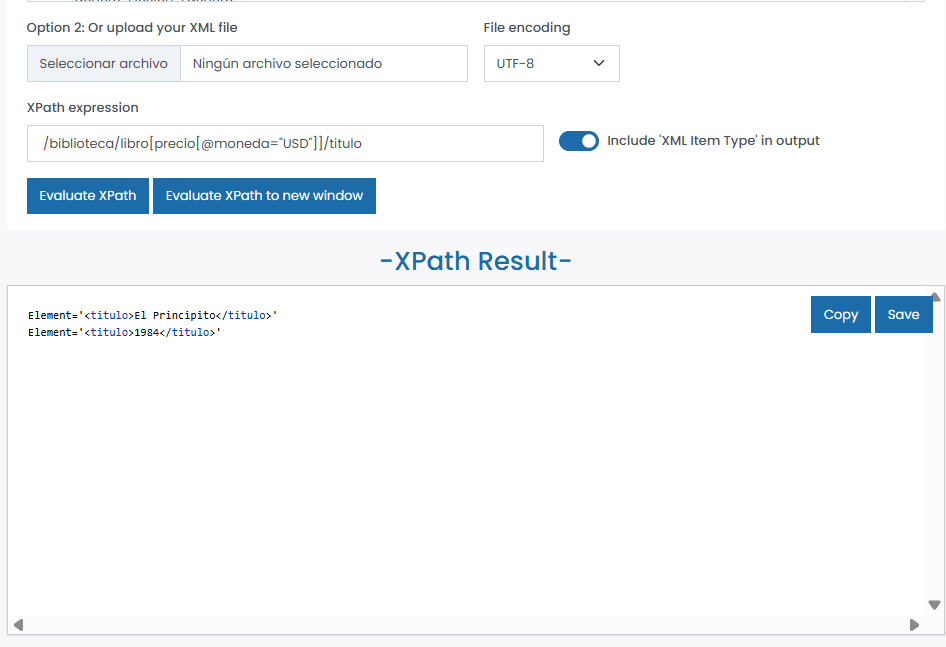 Option 2: Or upload your XML file
File encoding
Seleccionar archivo
Ningún archivo seleccionado
UTF-8
XPath expression
/biblioteca/libro[precio[@moneda="USD"]]/titulo
Include 'XML Item Type' in output
Evaluate XPath
Evaluate XPath to new window
-XPath Result-
Element='<titulo>El Principito</titulo>'
Element='<titulo>1984</titulo>'
Copy
Save